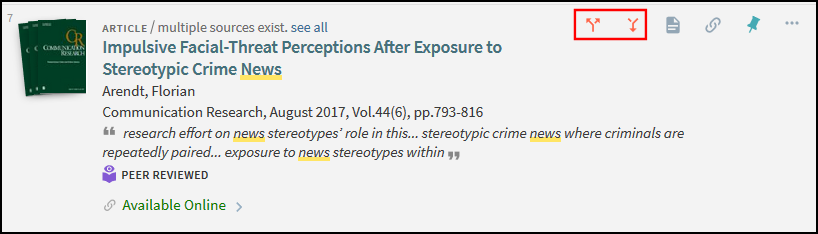 7
ARTICLE / multiple sources exist. see all
Impulsive Facial-Threat Perceptions After Exposure to
Stereotypic Crime News
Arendt, Florian
Communication Research, August 2017, Vol.44(6), pp.793-816
❝ research effort on news stereotypes' role in this... stereotypic crime news where criminals are
repeatedly paired... exposure to news stereotypes within ❞
PEER REVIEWED
Available Online
CR
COMMUNICATION
RESEARCH